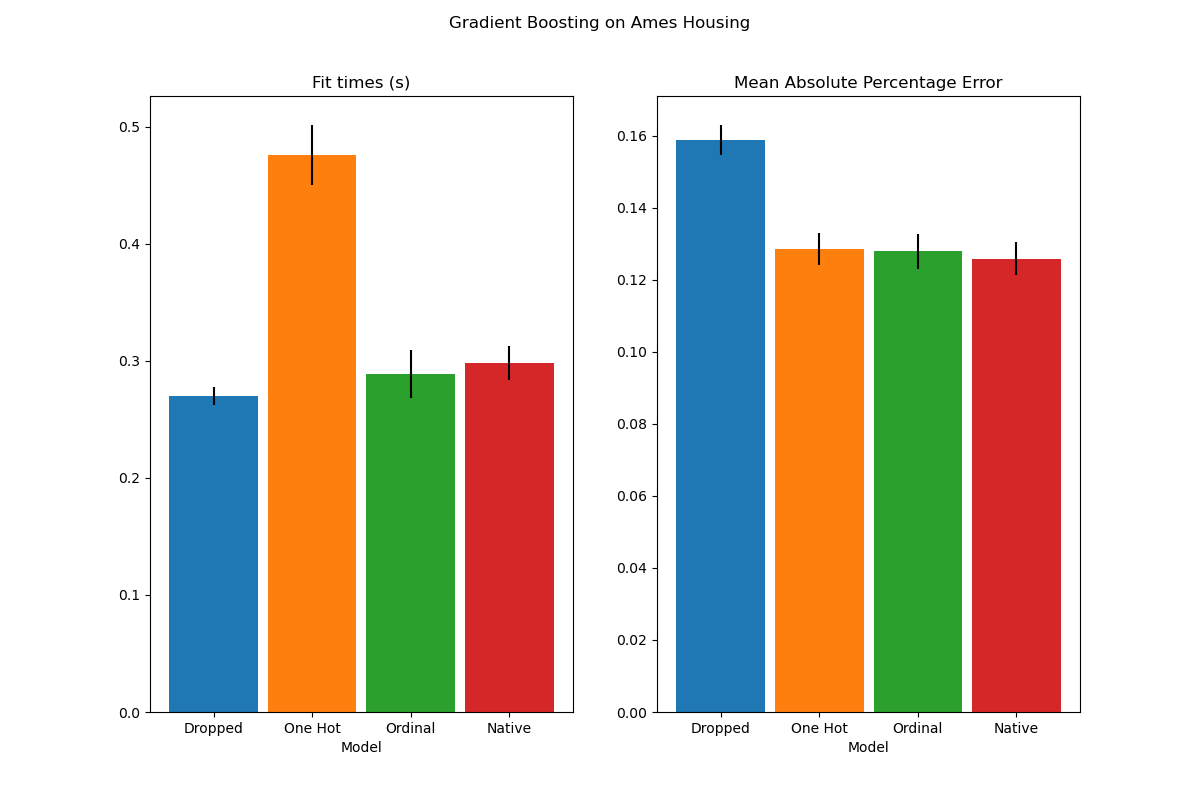 Gradient Boosting on Ames Housing
Fit times (s)
0.5
0.4
0.3
0.2
0.1
0.0
Dropped One Hot Ordinal Native
Model
Mean Absolute Percentage Error
0.16
0.14
0.12
0.10
0.08
0.06
0.04
0.02
0.00
Dropped One Hot Ordinal Native
Model